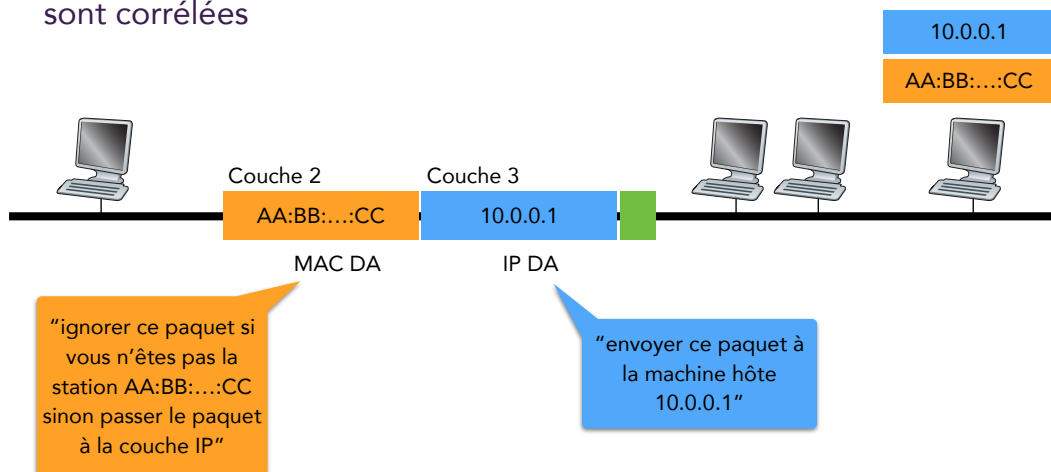 sont corrélées
10.0.0.1
AA:BB:…:CC
Couche 2
Couche 3
AA:BB:…:CC
10.0.0.1
MAC DA
IP DA
"ignorer ce paquet si
vous n'êtes pas la
station AA:BB:…:CC
sinon passer le paquet
à la couche IP"
"envoyer ce paquet à
la machine hôte
10.0.0.1"